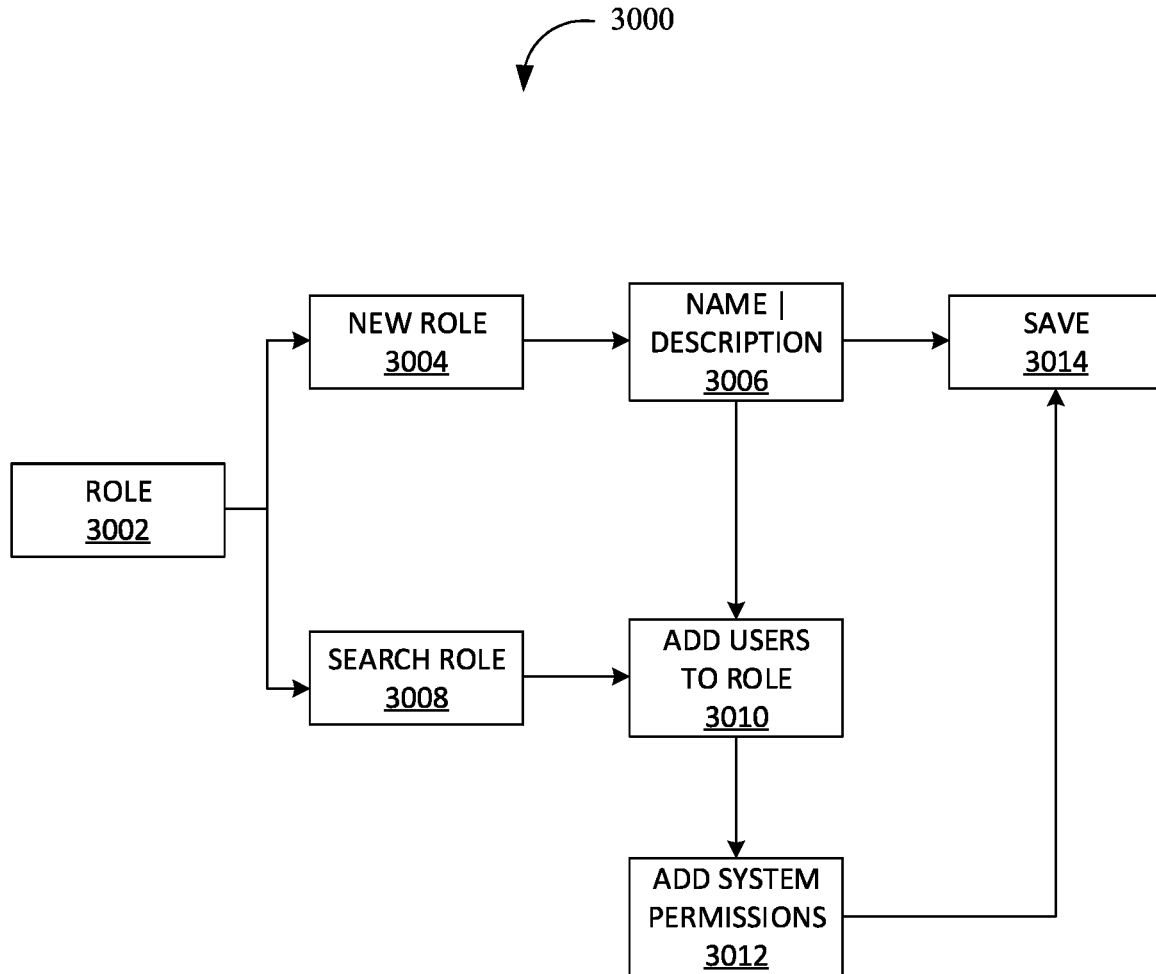 3000
NEW ROLE
3004
NAME |
DESCRIPTION
3006
SAVE
3014
ROLE
3002
SEARCH ROLE
3008
ADD USERS
TO ROLE
3010
ADD SYSTEM
PERMISSIONS
3012